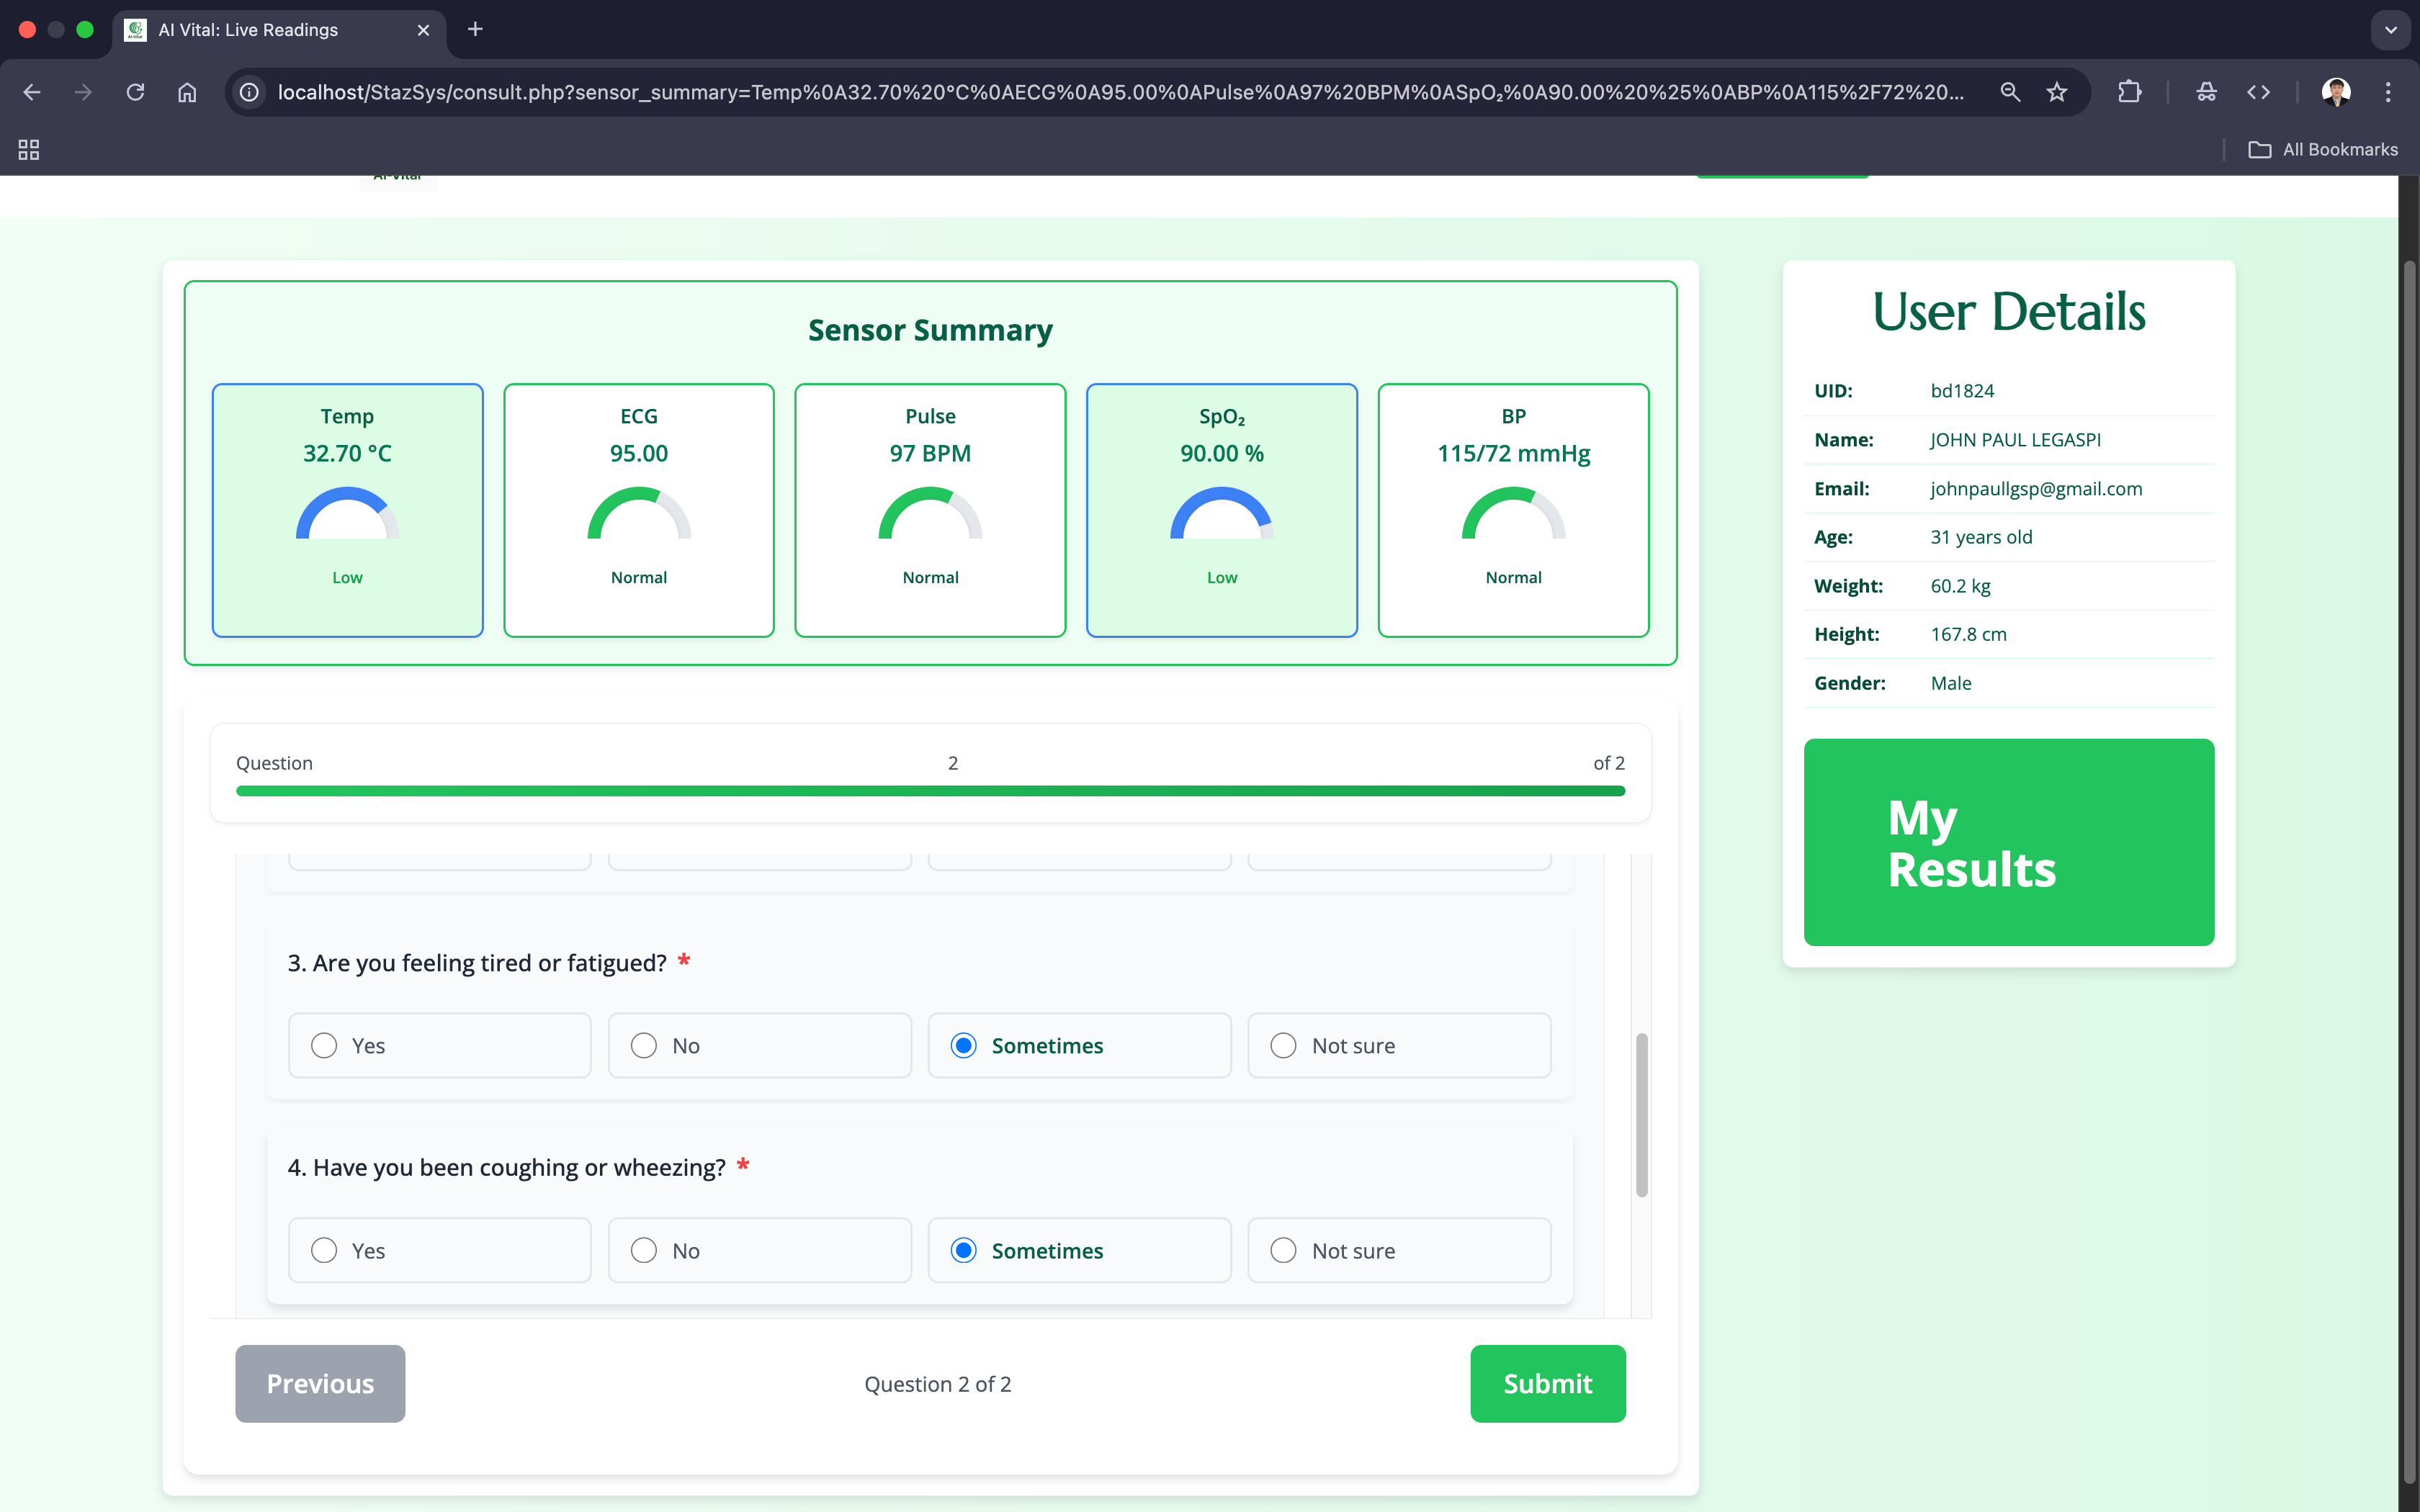 AI Vital: Live Readings
localhost/StazSys/consult.php?sensor_summary=Temp%0A32.70%20°C%0AECG%0A95.00%0APulse%0A97%20BPM%0ASpO₂%0A90.00%20%25%0ABP%0A115%2F72%20...
All Bookmarks
AI-Vital
Sensor Summary
Temp
32.70 °C
Low
ECG
95.00
Normal
Pulse
97 BPM
Normal
SpO₂
90.00 %
Low
BP
115/72 mmHg
Normal
Question 2 of 2
3. Are you feeling tired or fatigued? *
Yes No Sometimes Not sure
4. Have you been coughing or wheezing? *
Yes No Sometimes Not sure
Previous Question 2 of 2 Submit
User Details
UID: bd1824
Name: JOHN PAUL LEGASPI
Email: johnpaullgsp@gmail.com
Age: 31 years old
Weight: 60.2 kg
Height: 167.8 cm
Gender: Male
My
Results